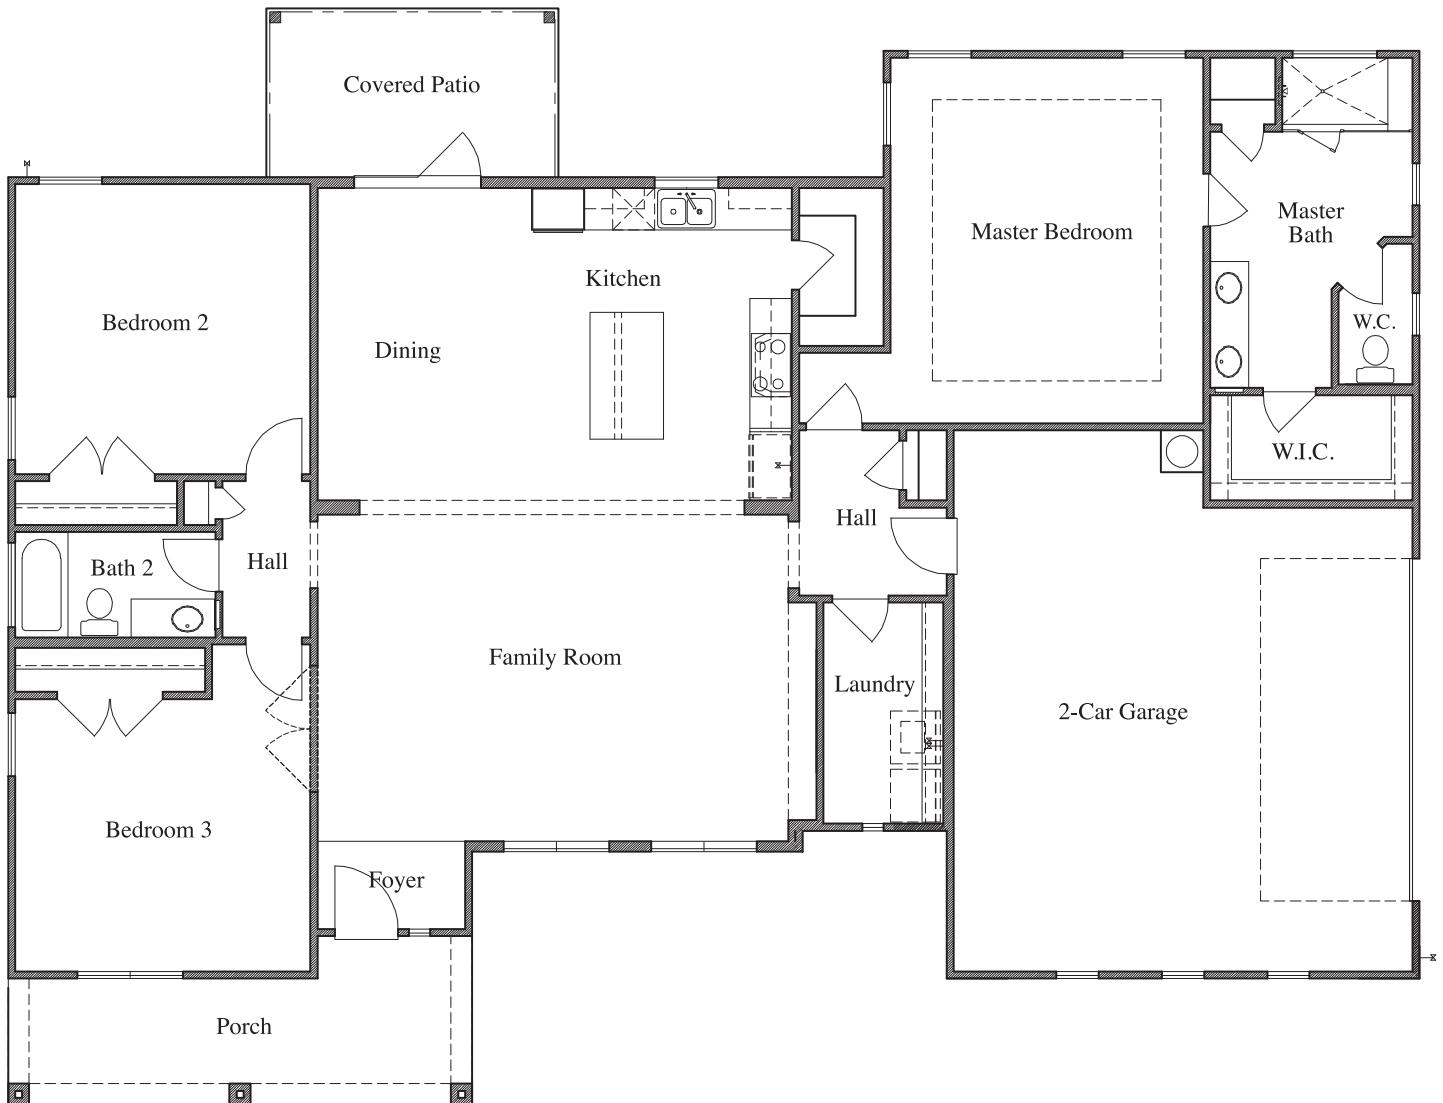 Covered Patio
Master Bedroom
Master
Bath
Kitchen
Bedroom 2
Dining
W.C.
W.I.C.
Hall
Hall
Bath 2
Family Room
Laundry
2-Car Garage
Bedroom 3
Foyer
Porch